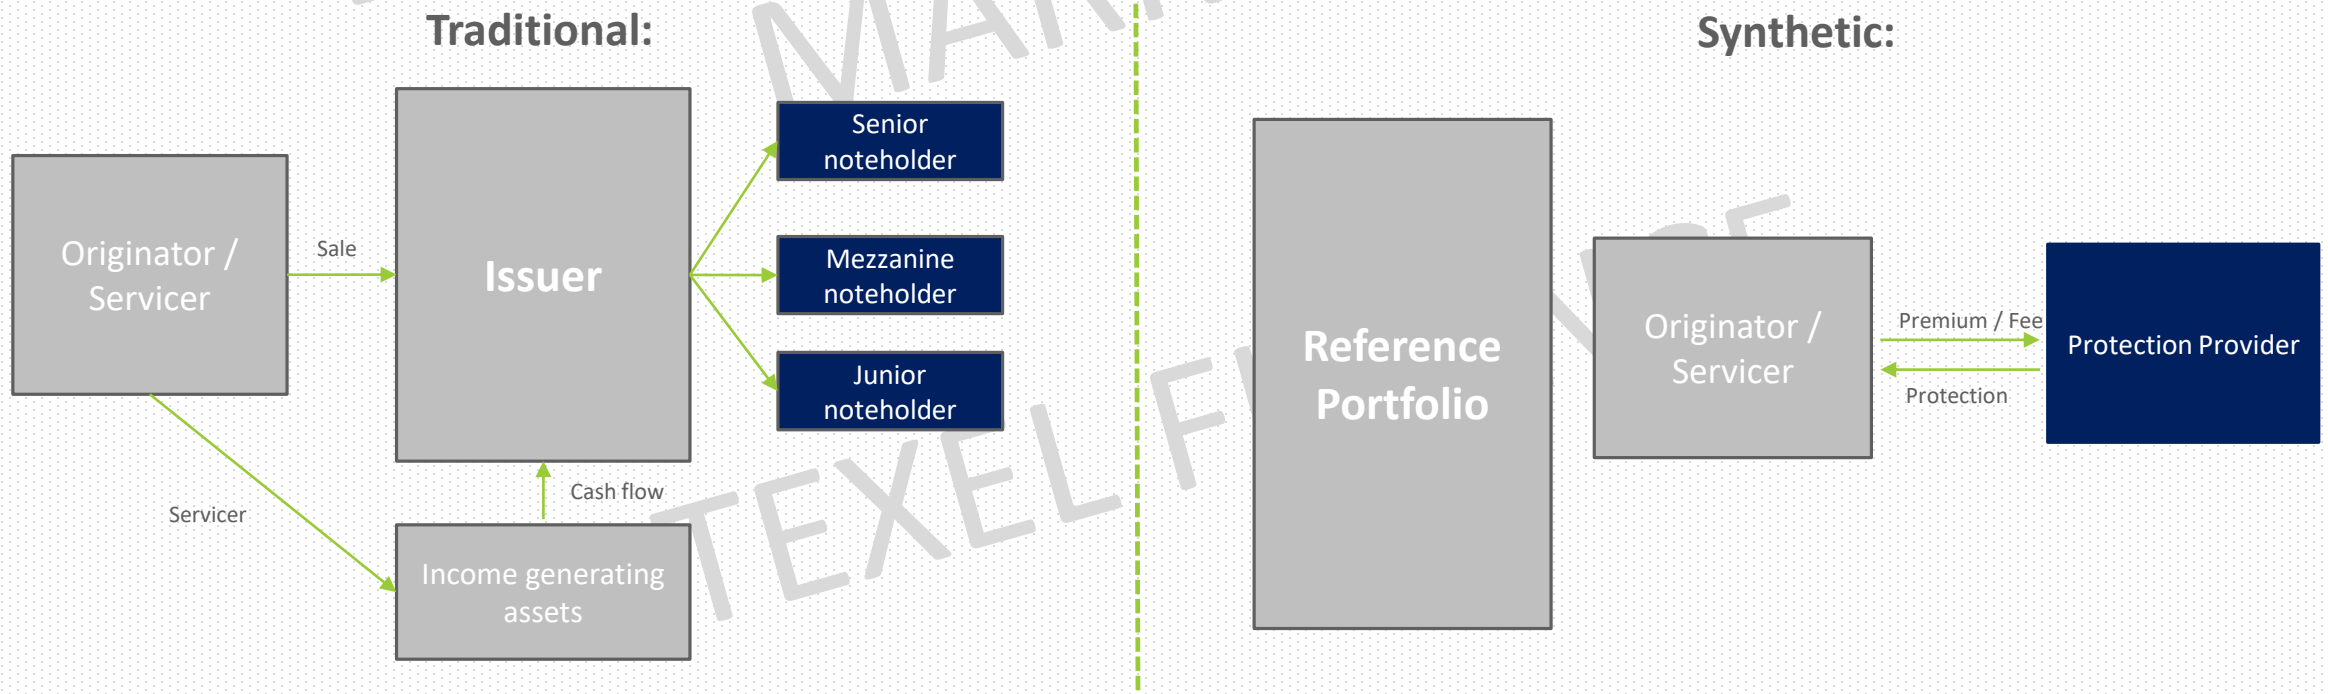 Traditional:
Originator /
Servicer
Sale
Issuer
Senior
noteholder
Mezzanine
noteholder
Junior
noteholder
Servicer
Cash flow
Income generating
assets
Synthetic:
Reference
Portfolio
Originator /
Servicer
Premium / Fee
Protection
Protection Provider
TEXEL